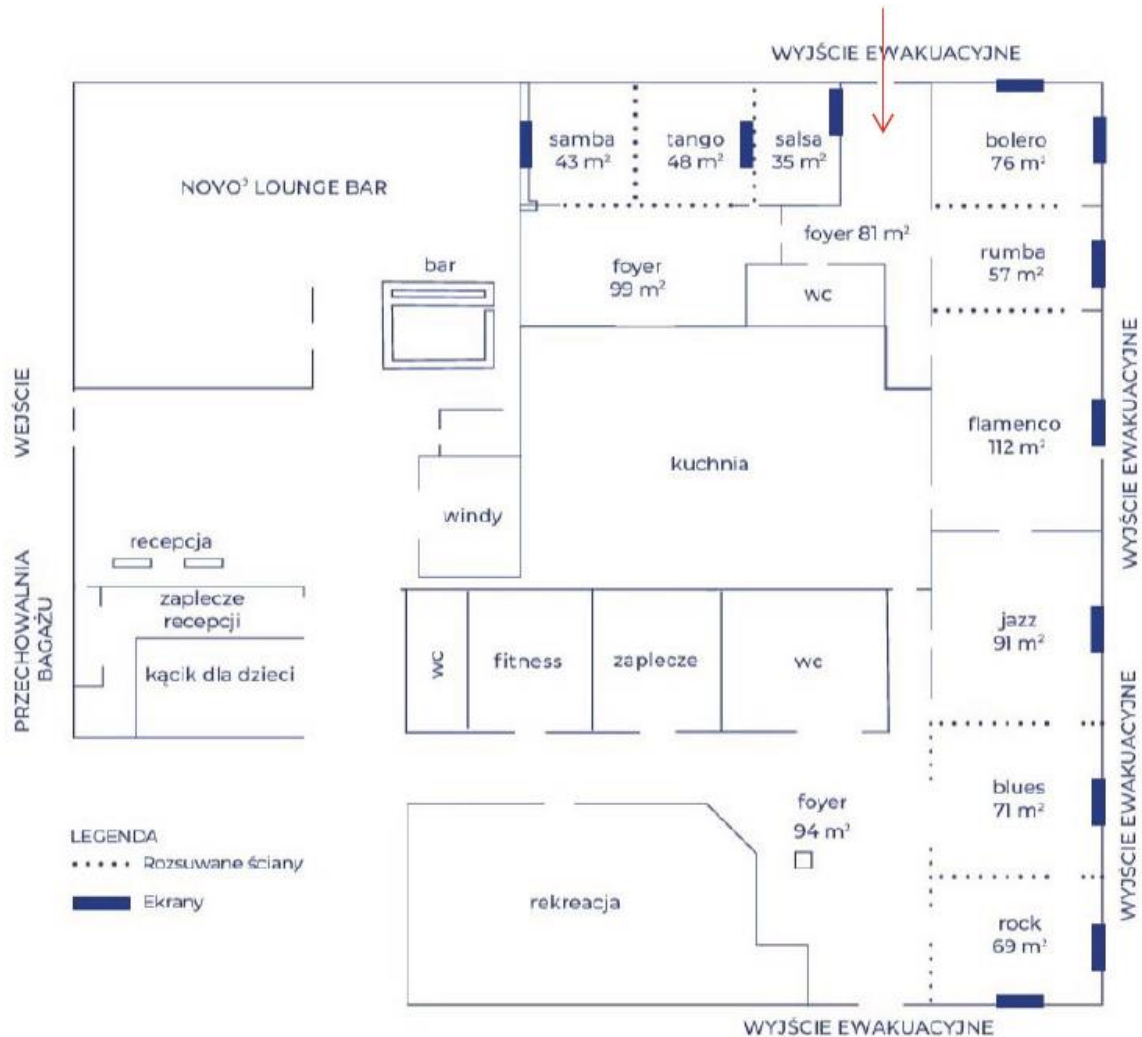 WYJŚCIE EWAKUACYJNE
samba
43 m²
tango
48 m²
salsa
35 m²
bolero
76 m²
NOVO² LOUNGE BAR
foyer 81 m²
rumba
57 m²
bar
foyer
99 m²
wc
WEJŚCIE
WYJŚCIE EWAKUACYJNE
flamenco
112 m²
kuchnia
windy
recepcja
PRZECHOWALNIA
BAGAŻU
zaplecze
recepcji
kącik dla dzieci
wc
fitness
zaplecze
wc
jazz
91 m²
WYJŚCIE EWAKUACYJNE
blues
71 m²
foyer
94 m²
LEGENDA
Rozsuwane ściany
Ekrany
rekreacja
rock
69 m²
WYJŚCIE EWAKUACYJNE